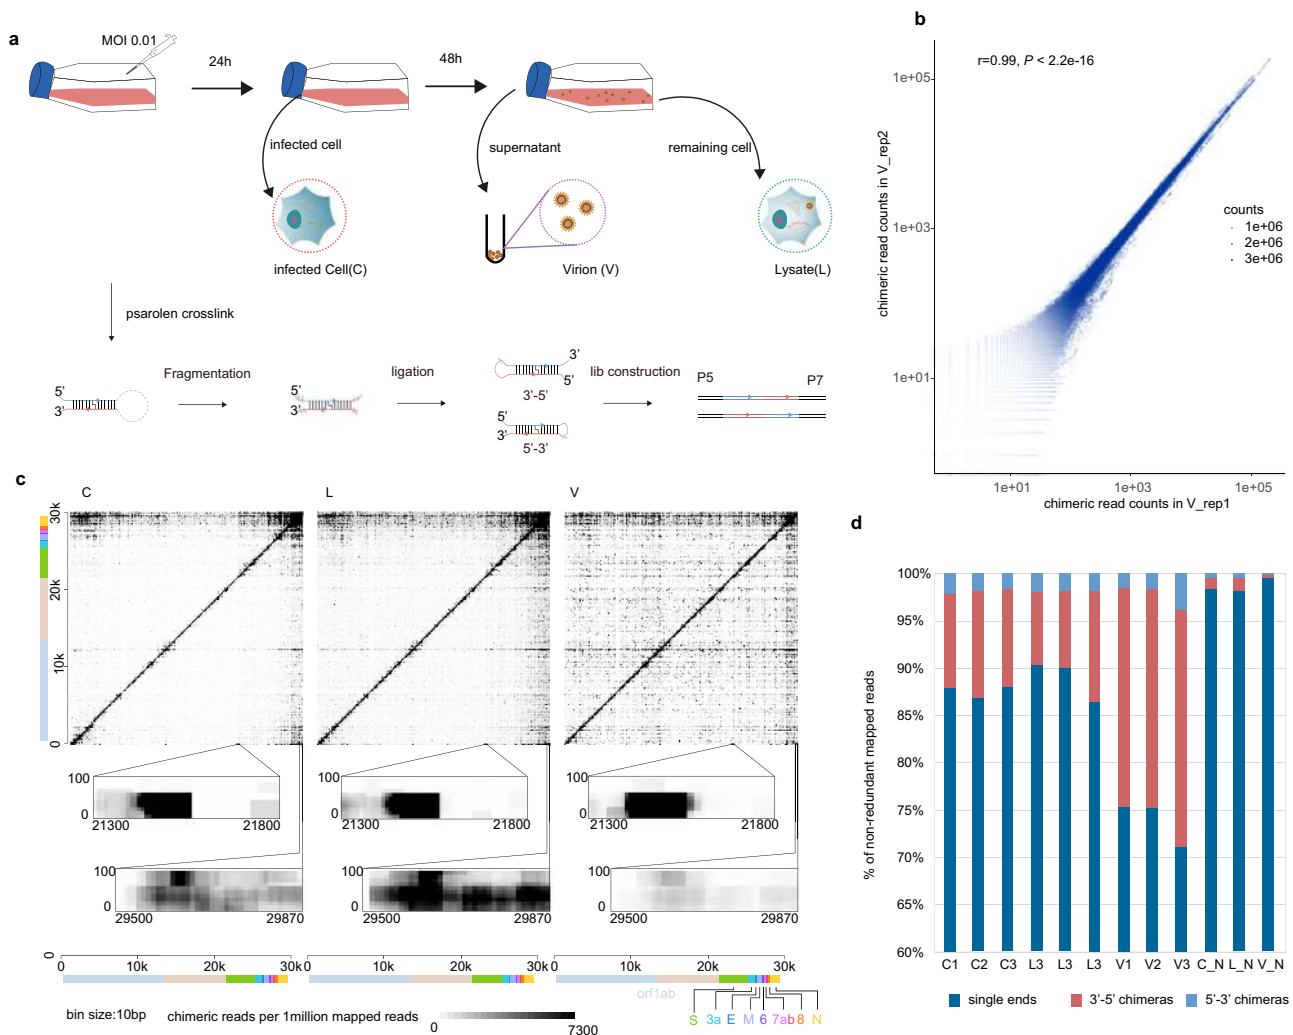 a
MOI 0.01
24h
48h
infected cell
supernatant
remaining cell
infected Cell(C)
Virion (V)
Lysate(L)
psarolen crosslink
Fragmentation
ligation
lib construction
5'
3'
5'
3'
3'
5'
3'-5'
5'
3'
5'-3'
P5
P7
b
r=0.99, P < 2.2e-16
chimeric read counts in V_rep2
1e+05
1e+03
1e+01
counts
1e+06
2e+06
3e+06
1e+01
1e+03
1e+05
chimeric read counts in V_rep1
c
C
L
V
30k
20k
10k
0
100
0
21300
21800
100
0
21300
21800
100
0
21300
21800
100
0
29500
29870
100
0
29500
29870
100
0
29500
29870
0
0
10k
20k
30k
0
10k
20k
30k
0
10k
20k
30k
orf1ab
S 3a E M 6 7ab 8 N
bin size:10bp
chimeric reads per 1million mapped reads
0
7300
d
% of non-redundant mapped reads
100%
95%
90%
85%
80%
75%
70%
65%
60%
C1 C2 C3 L3 L3 L3 V1 V2 V3 C_N L_N V_N
single ends
3'-5' chimeras
5'-3' chimeras